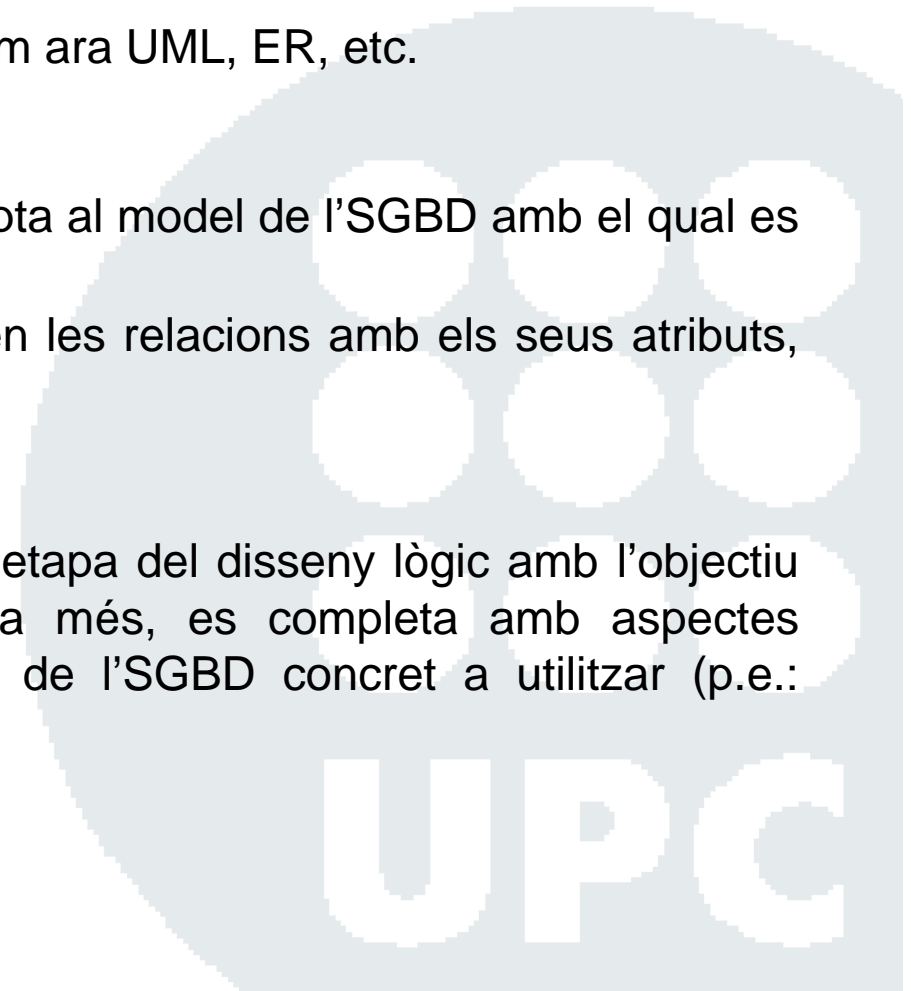 m ara UML, ER, etc.
ota al model de l’SGBD amb el qual es
en les relacions amb els seus atributs,
etapa del disseny lògic amb l’objectiu
a més, es completa amb aspectes
de l’SGBD concret a utilitzar (p.e.:
UPC